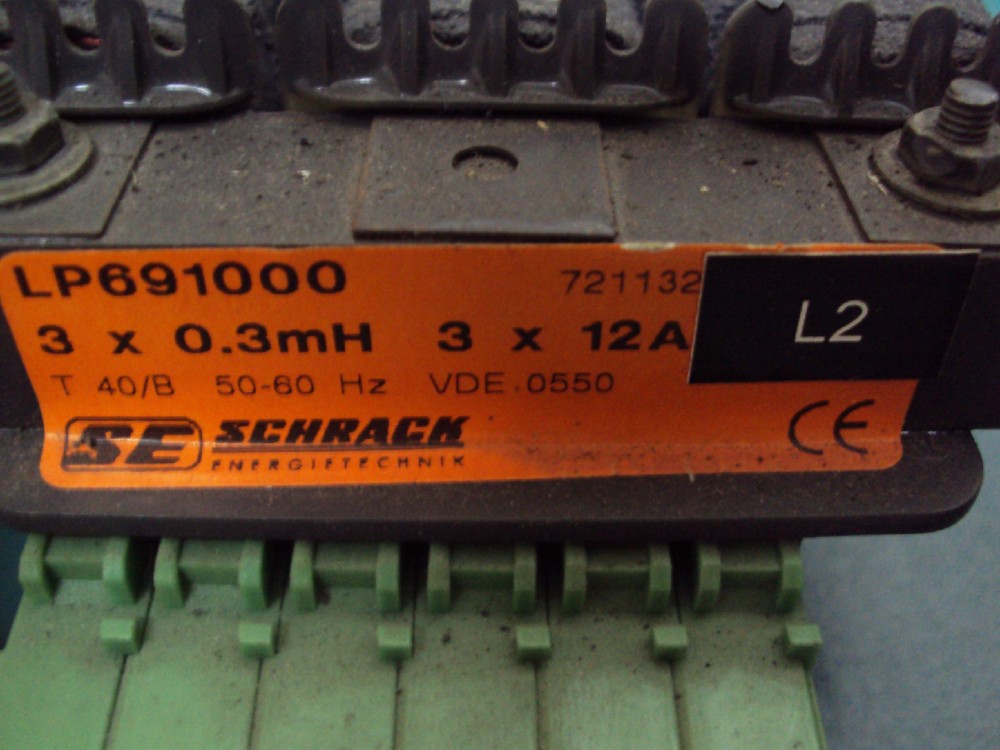 LP691000 721132
3 x 0.3mH 3 x 12A
L2
T 40/B 50-60 Hz VDE 0550
SE SCHRACK
ENERGIETECHNIK
CE